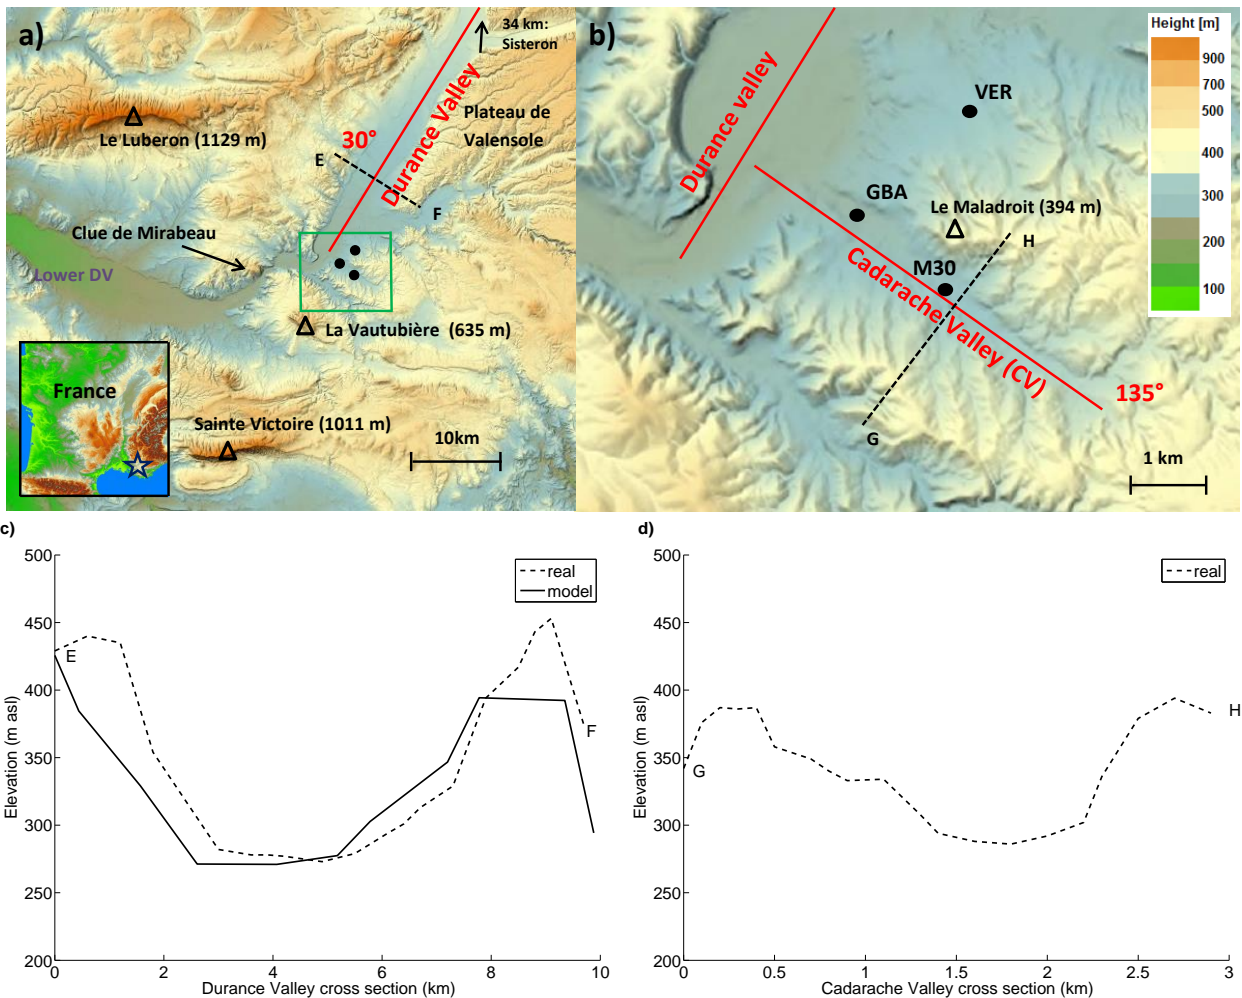 a)
34 km:
Sisteron
Plateau de
Valensole
Le Luberon (1129 m)
30°
Durance Valley
E
F
Clue de Mirabeau
Lower DV
La Vautubière (635 m)
France
Sainte Victoire (1011 m)
10km
b)
Height [m]
900
700
500
400
300
200
100
VER
Durance valley
GBA
Le Maladroit (394 m)
H
M30
Cadarache Valley (CV)
135°
G
1 km
c)
500
450
400
350
300
250
200
real
model
E
F
0
2
4
6
8
10
Elevation (m asl)
Durance Valley cross section (km)
d)
500
450
400
350
300
250
200
real
G
H
0
0.5
1
1.5
2
2.5
3
Elevation (m asl)
Cadarache Valley cross section (km)